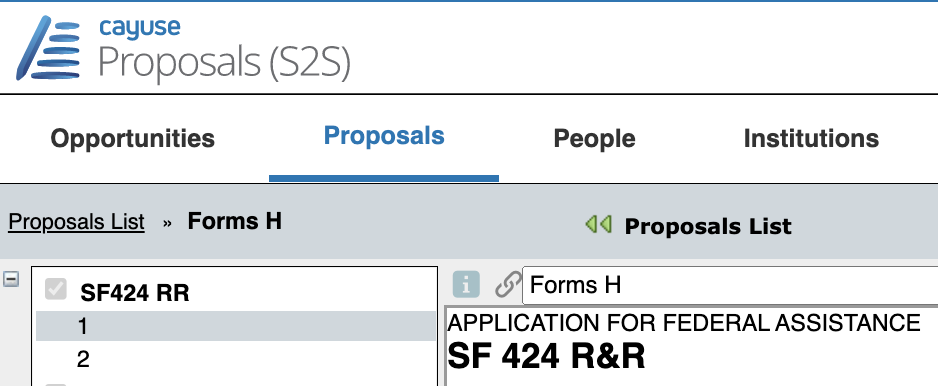 cayuse
Proposals (S2S)
Opportunities Proposals People Institutions
Proposals List » Forms H
Proposals List
SF424 RR
1
2
i
Forms H
APPLICATION FOR FEDERAL ASSISTANCE
SF 424 R&R